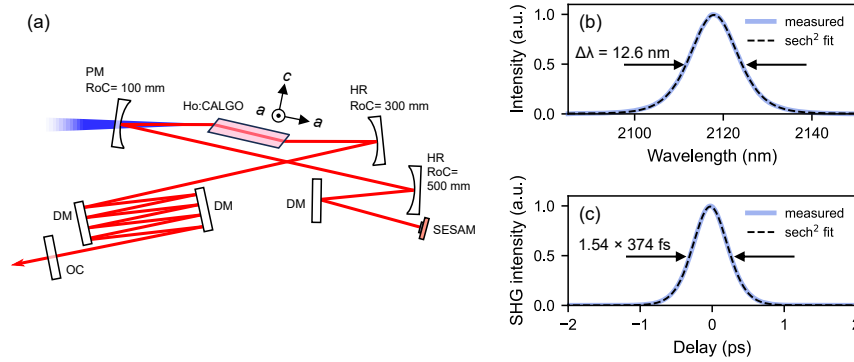 (a)
PM
RoC= 100 mm
Ho:CALGO
c
a
a
HR
RoC= 300 mm
HR
RoC=
500 mm
DM
DM
DM
SESAM
OC
(b)
Intensity (a.u.)
1.0
0.5
0.0
Δλ = 12.6 nm
measured
sech² fit
2100
2120
2140
Wavelength (nm)
(c)
SHG intensity (a.u.)
1.0
0.5
0.0
1.54 × 374 fs
measured
sech² fit
−2
−1
0
1
2
Delay (ps)